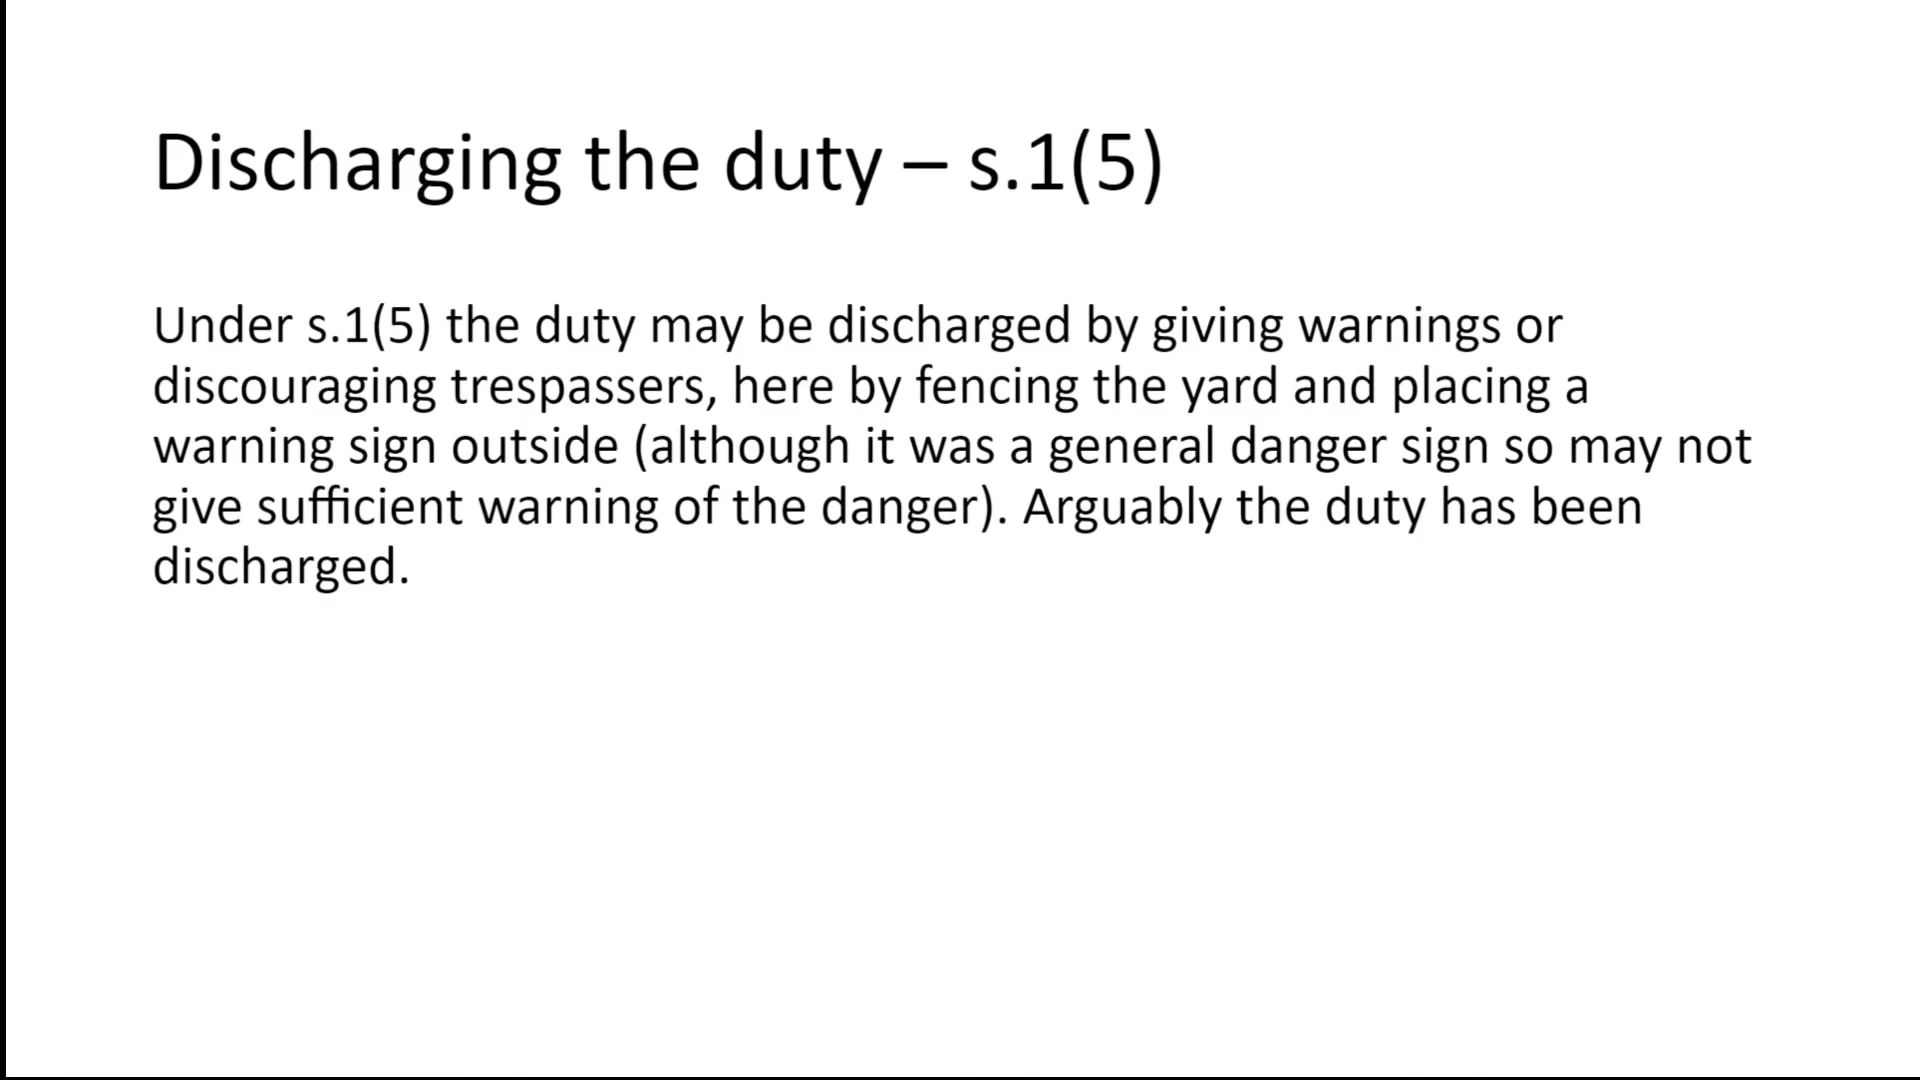 Discharging the duty – s.1(5)
Under s.1(5) the duty may be discharged by giving warnings or
discouraging trespassers, here by fencing the yard and placing a
warning sign outside (although it was a general danger sign so may not
give sufficient warning of the danger). Arguably the duty has been
discharged.